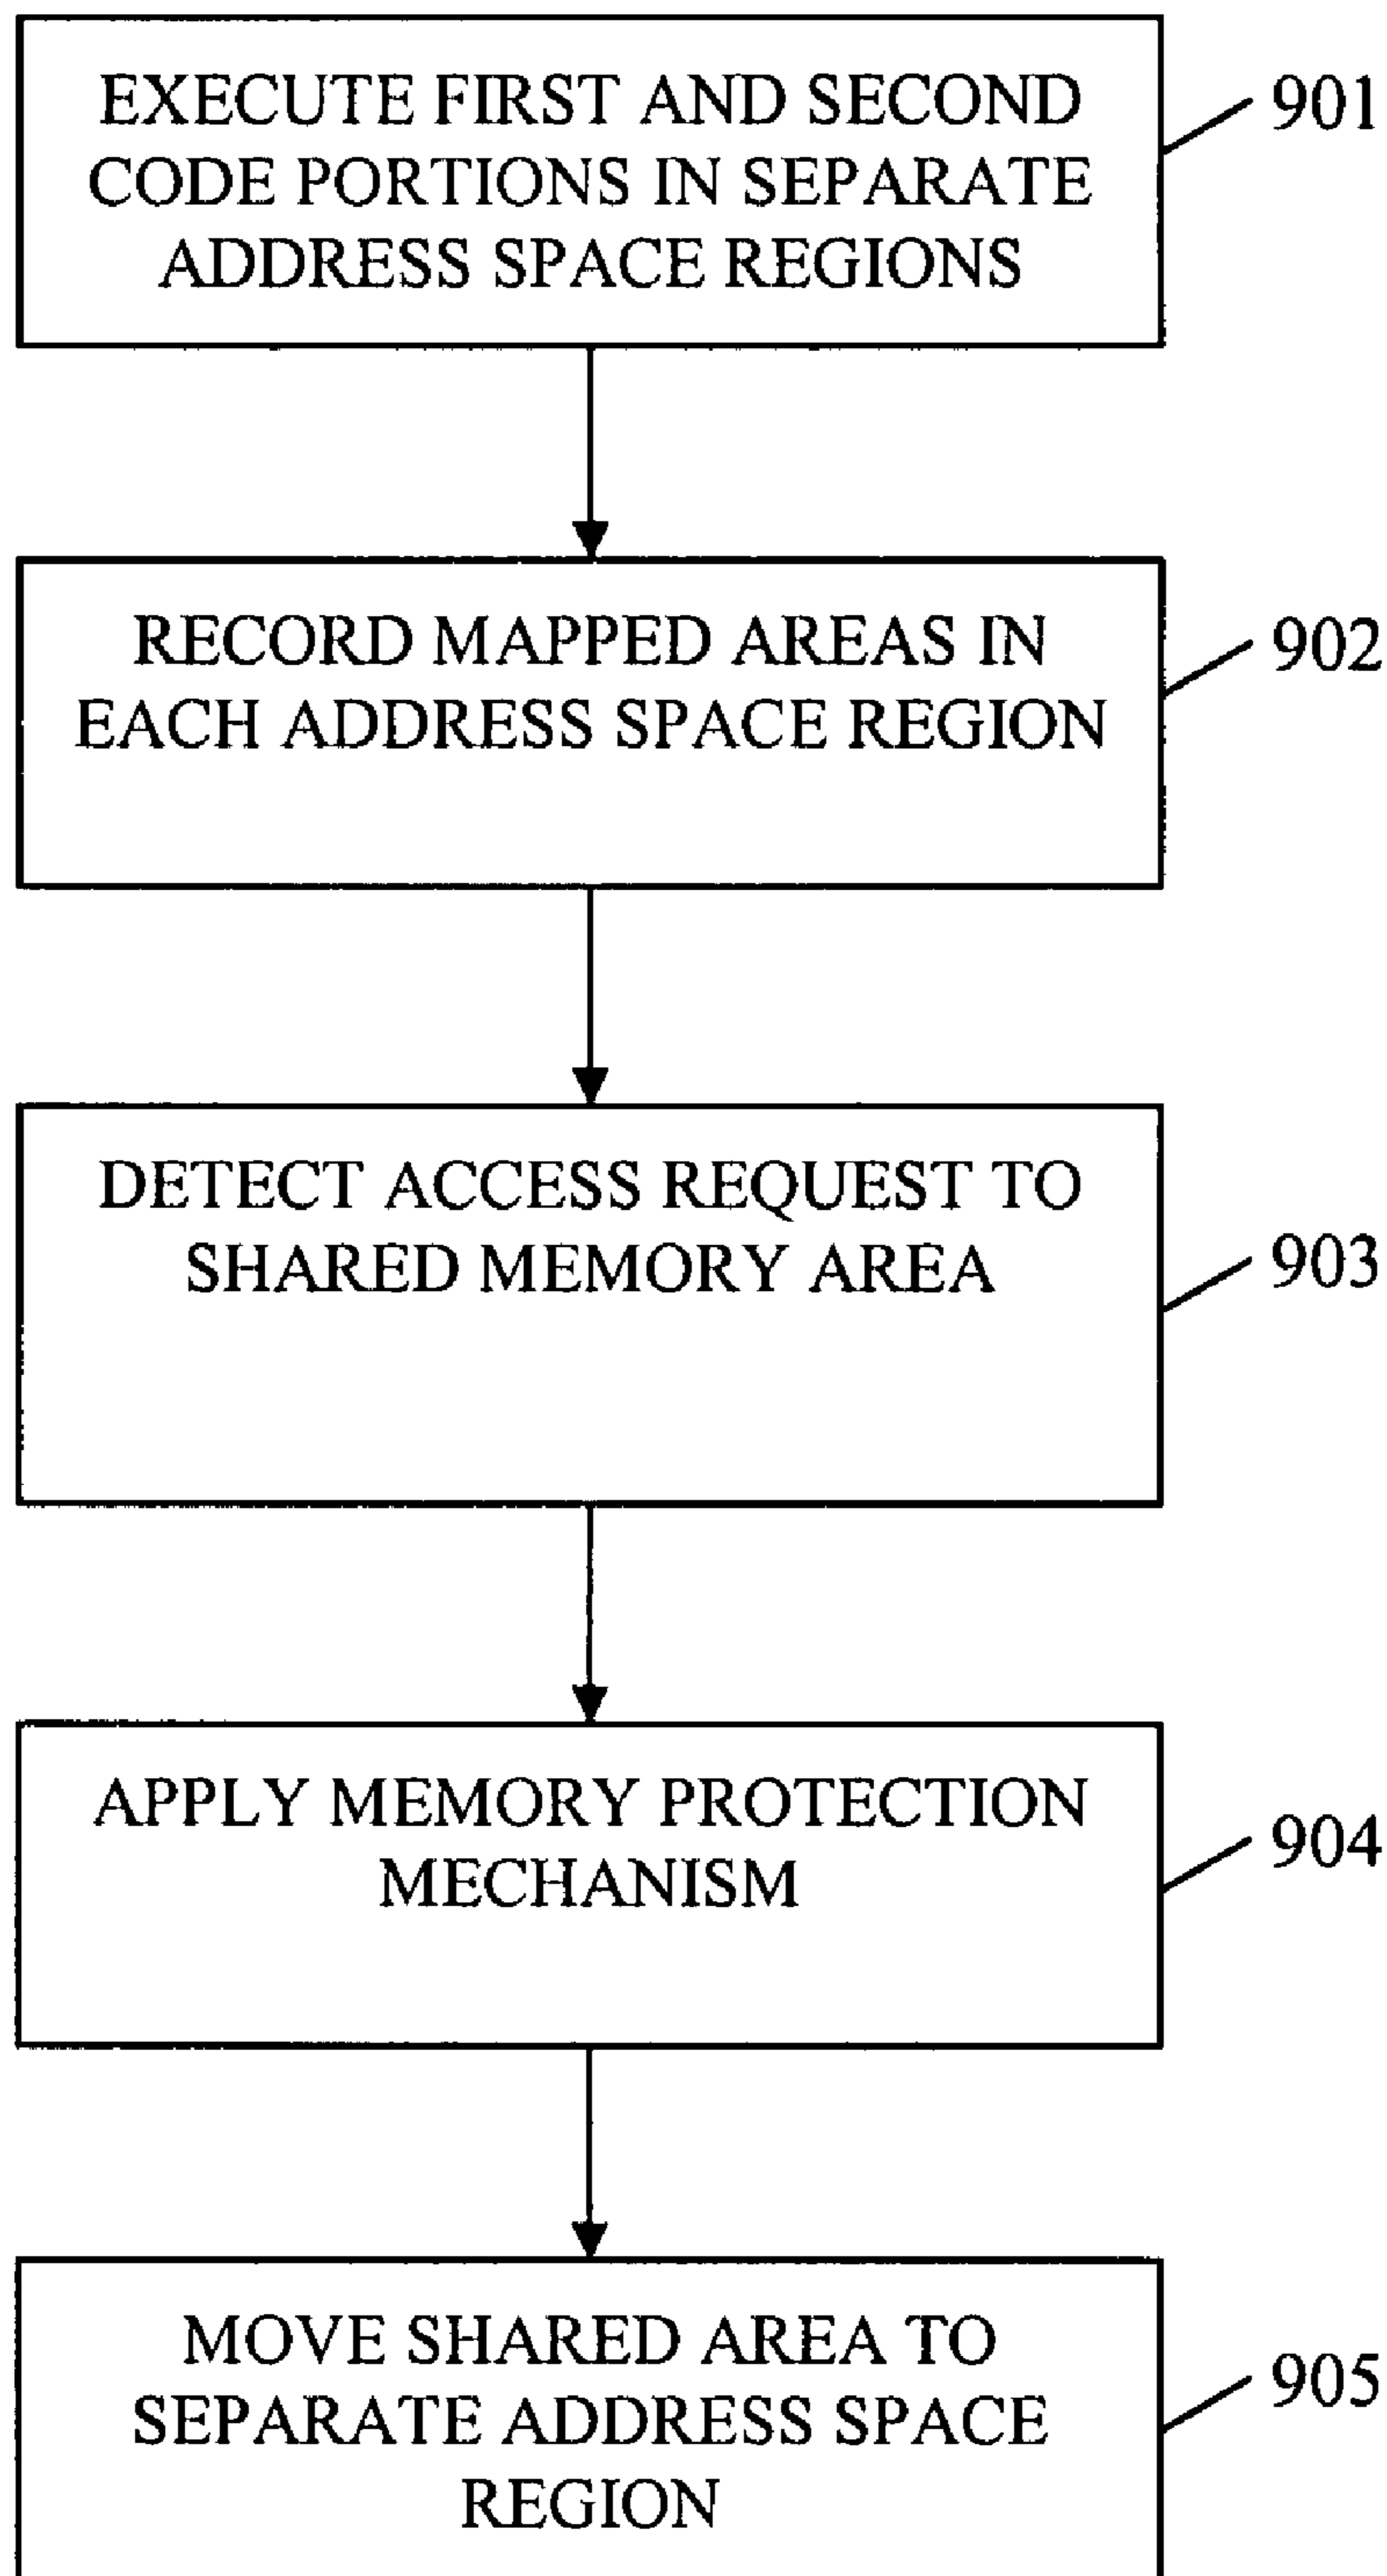 EXECUTE FIRST AND SECOND
CODE PORTIONS IN SEPARATE
ADDRESS SPACE REGIONS
901
RECORD MAPPED AREAS IN
EACH ADDRESS SPACE REGION
902
DETECT ACCESS REQUEST TO
SHARED MEMORY AREA
903
APPLY MEMORY PROTECTION
MECHANISM
904
MOVE SHARED AREA TO
SEPARATE ADDRESS SPACE
REGION
905